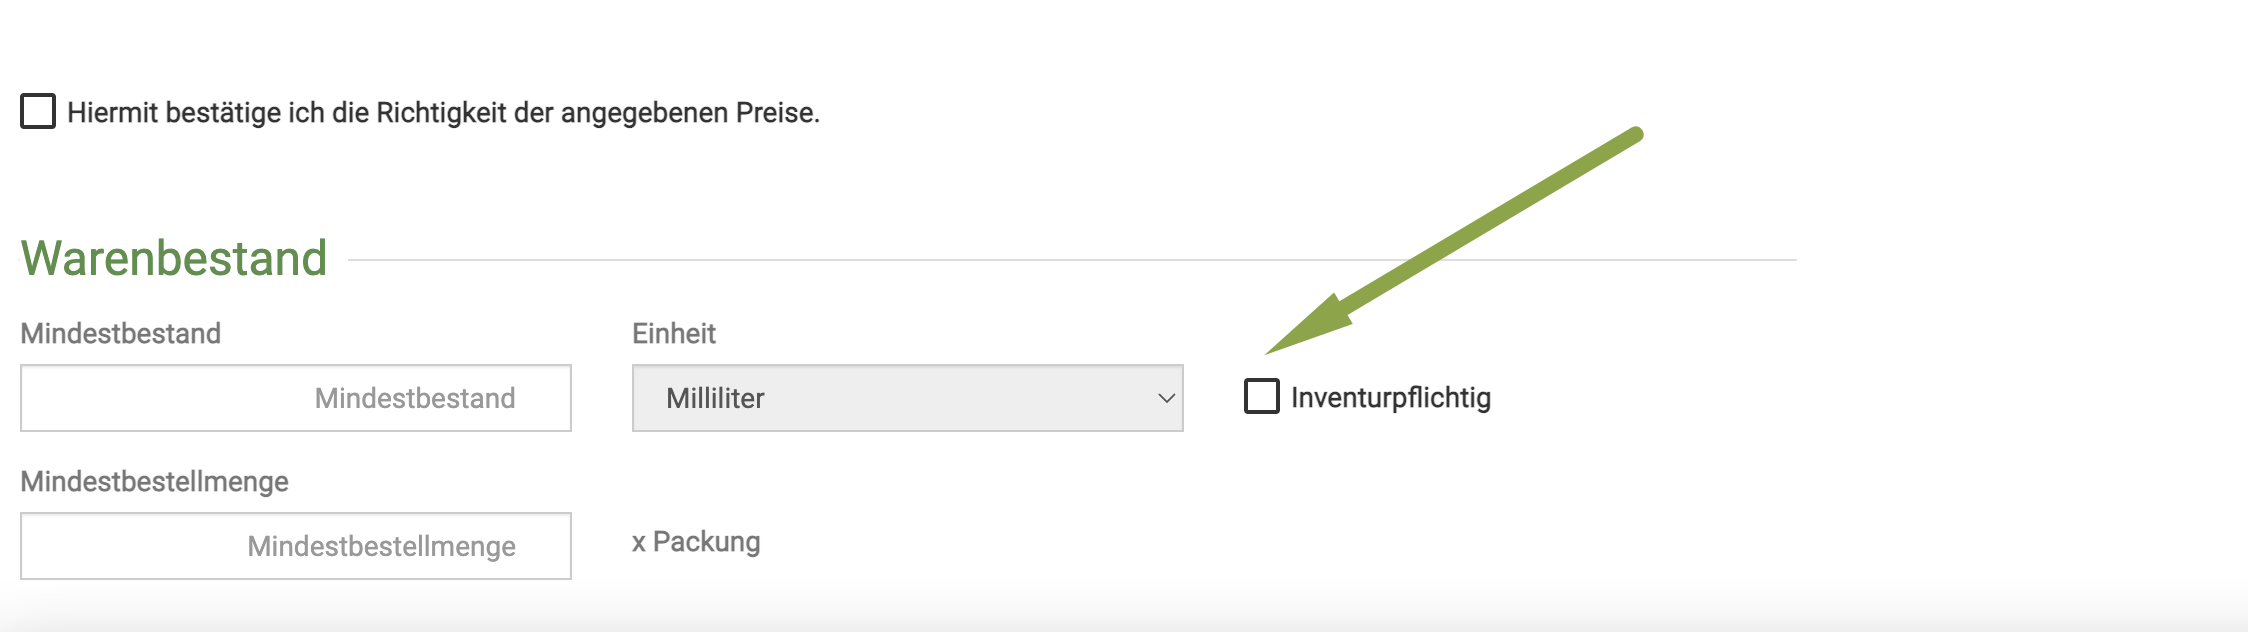 Hiermit bestätige ich die Richtigkeit der angegebenen Preise.
Warenbestand
Mindestbestand
Einheit
Mindestbestand
Milliliter
Inventurpflichtig
Mindestbestellmenge
Mindestbestellmenge
x Packung